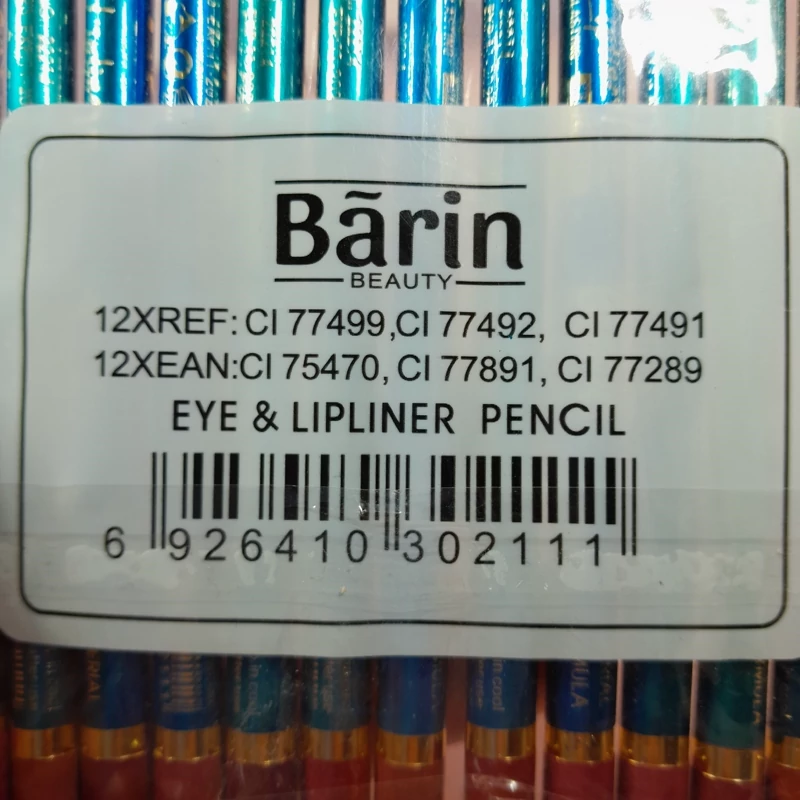 Bãrin
BEAUTY
12XREF: CI 77499,CI 77492, CI 77491
12XEAN:CI 75470, CI 77891, CI 77289
EYE & LIPLINER PENCIL
6 926410 302111